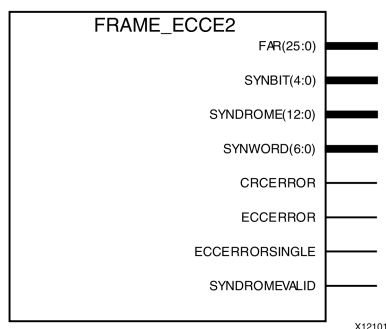 FRAME_ECCE2
FAR(25:0)
SYNBIT(4:0)
SYNDROME(12:0)
SYNWORD(6:0)
CRCERROR
ECCERROR
ECCERRORSINGLE
SYNDROMEVALID
X12101